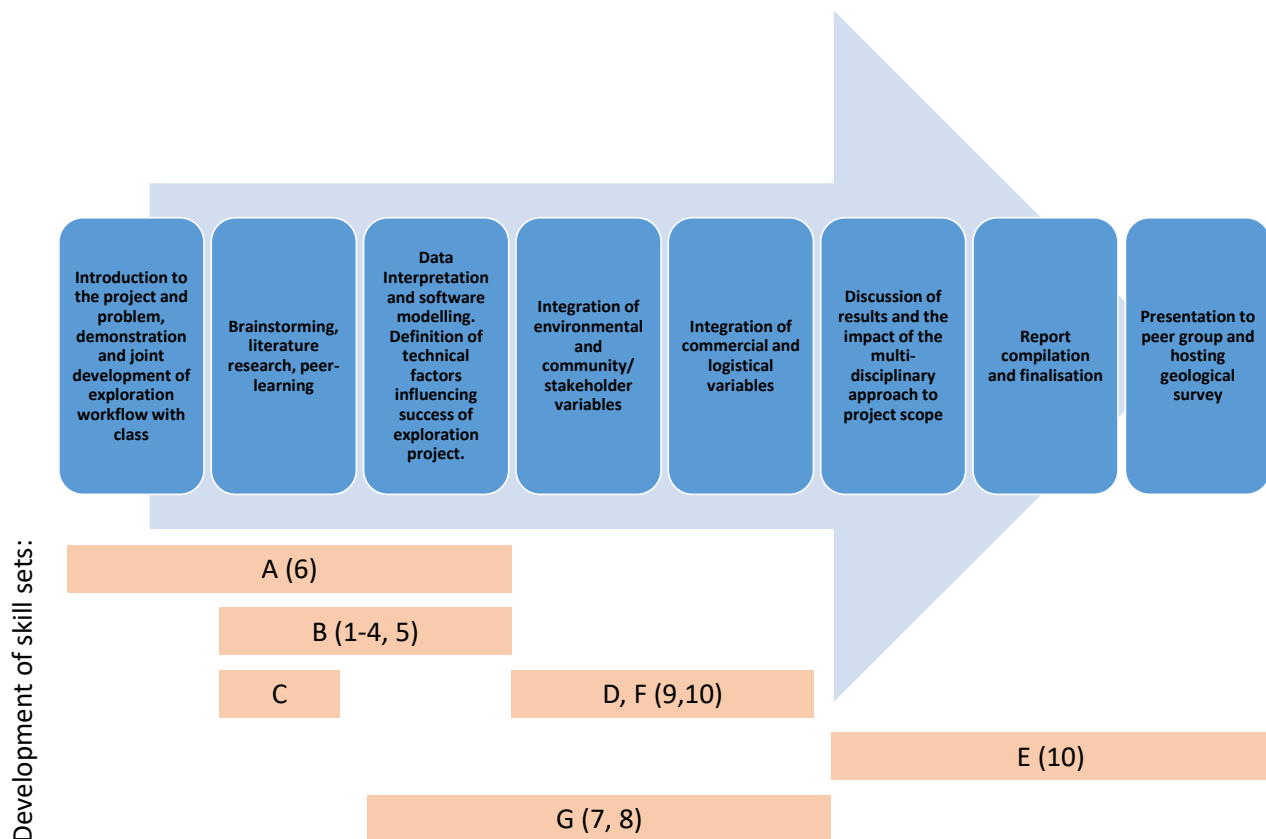 Introduction to
the project and
problem,
demonstration
and joint
development of
exploration
workflow with
class
Brainstorming,
literature
research, peer-
learning
Data
Interpretation
and software
modelling.
Definition of
technical
factors
influencing
success of
exploration
project.
Integration of
environmental
and
community/
stakeholder
variables
Integration of
commercial and
logistical
variables
Discussion of
results and the
impact of the
multi-
disciplinary
approach to
project scope
Report
compilation
and finalisation
Presentation to
peer group and
hosting
geological
survey
Development of skill sets:
A (6)
B (1-4, 5)
C
D, F (9,10)
E (10)
G (7, 8)